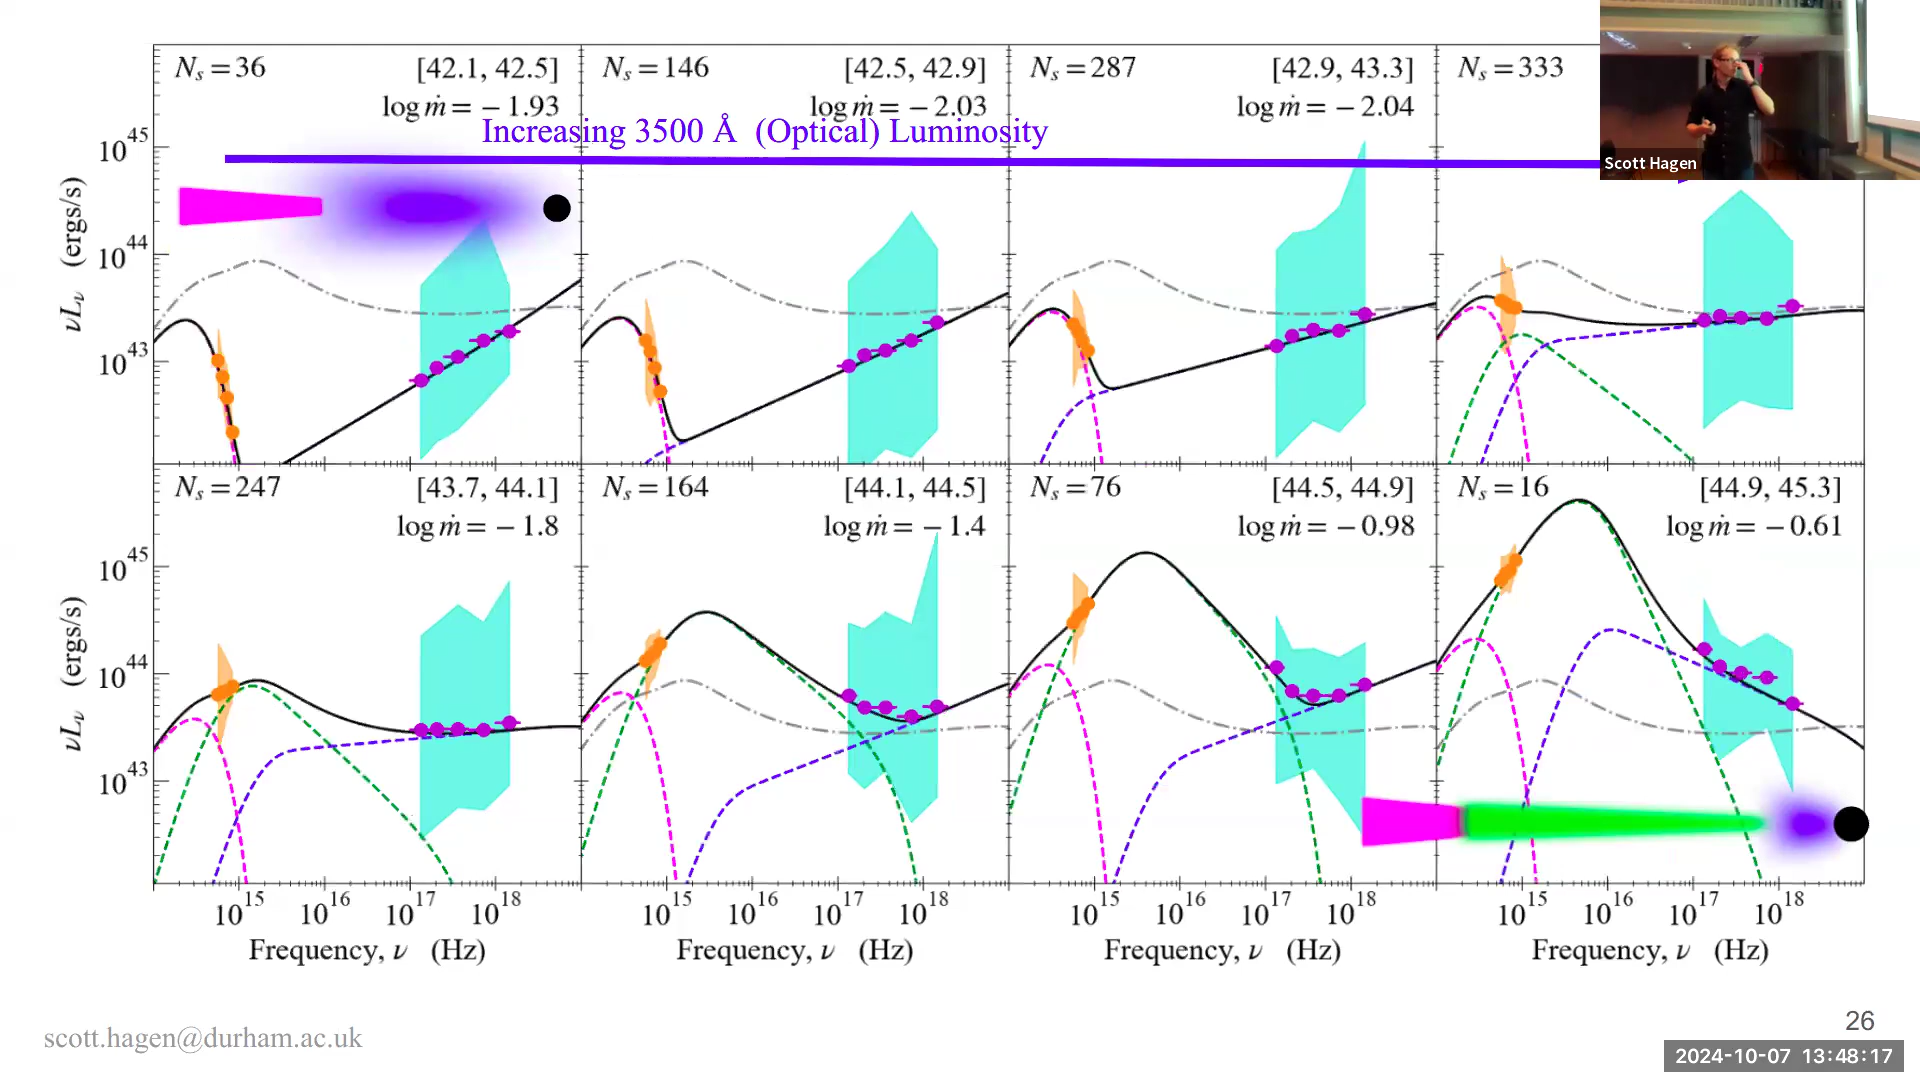 N_s = 36 [42.1, 42.5]
log ṁ = − 1.93
N_s = 146 [42.5, 42.9]
log ṁ = − 2.03
N_s = 287 [42.9, 43.3]
log ṁ = − 2.04
N_s = 333
Increasing 3500 Å (Optical) Luminosity
Scott Hagen
10^45
10^44
10^43
νL_ν (ergs/s)
N_s = 247 [43.7, 44.1]
log ṁ = − 1.8
N_s = 164 [44.1, 44.5]
log ṁ = − 1.4
N_s = 76 [44.5, 44.9]
log ṁ = − 0.98
N_s = 16 [44.9, 45.3]
log ṁ = − 0.61
10^45
10^44
10^43
νL_ν (ergs/s)
10^15 10^16 10^17 10^18 10^15 10^16 10^17 10^18 10^15 10^16 10^17 10^18 10^15 10^16 10^17 10^18
Frequency, ν (Hz) Frequency, ν (Hz) Frequency, ν (Hz) Frequency, ν (Hz)
scott.hagen@durham.ac.uk
26
2024-10-07 13:48:17